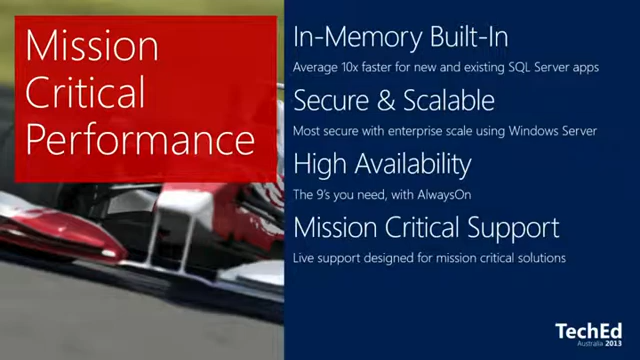 Mission
Critical
Performance
In-Memory Built-In
Average 10x faster for new and existing SQL Server apps
Secure & Scalable
Most secure with enterprise scale using Windows Server
High Availability
The 9's you need, with AlwaysOn
Mission Critical Support
Live support designed for mission critical solutions
TechEd
Australia 2013